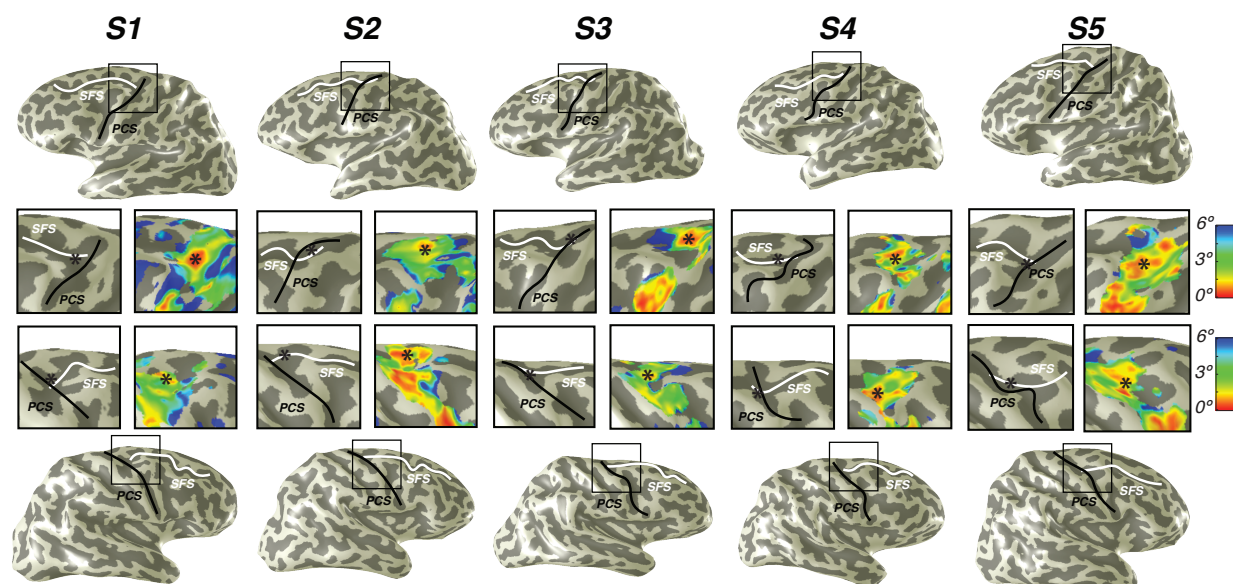 S1 S2 S3 S4 S5
SFS SFS SFS SFS SFS
PCS PCS PCS PCS PCS
SFS * * SFS * * SFS * * SFS * * SFS * * 6º
PCS PCS PCS PCS PCS 3º
0º
* SFS * * SFS * * SFS * * SFS * * SFS * 6º
PCS PCS PCS PCS PCS 3º
0º
PCS SFS PCS SFS PCS SFS PCS SFS PCS SFS